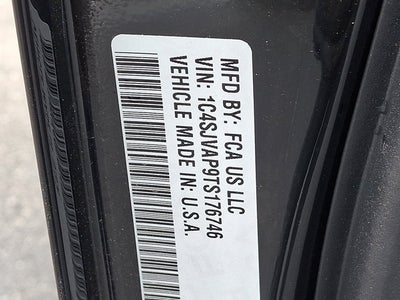 MFD BY: FCA US LLC
VIN: 1C4SJVAP9TS176746
VEHICLE MADE IN: U.S.A.